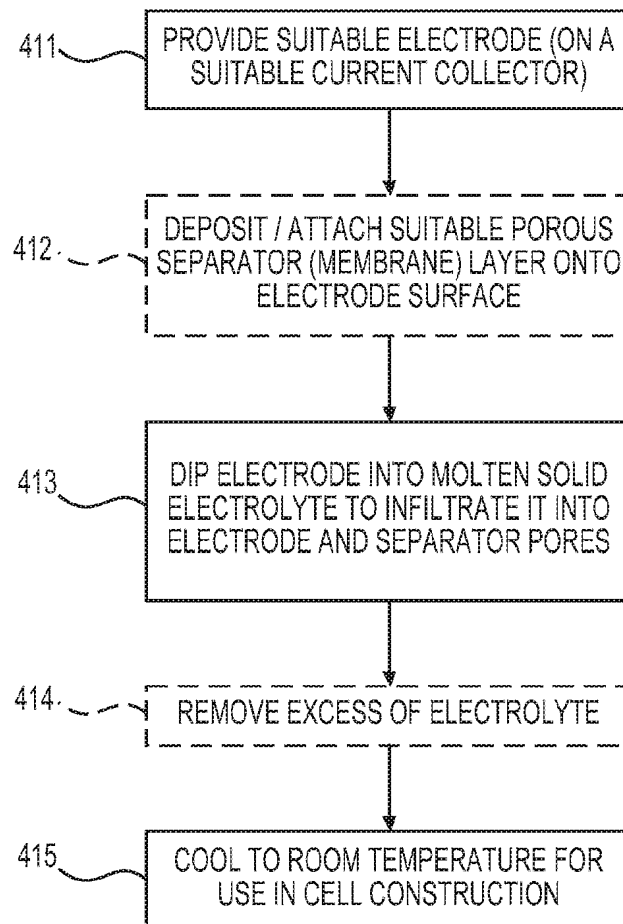 411
PROVIDE SUITABLE ELECTRODE (ON A
SUITABLE CURRENT COLLECTOR)
412
DEPOSIT / ATTACH SUITABLE POROUS
SEPARATOR (MEMBRANE) LAYER ONTO
ELECTRODE SURFACE
413
DIP ELECTRODE INTO MOLTEN SOLID
ELECTROLYTE TO INFILTRATE IT INTO
ELECTRODE AND SEPARATOR PORES
414
REMOVE EXCESS OF ELECTROLYTE
415
COOL TO ROOM TEMPERATURE FOR
USE IN CELL CONSTRUCTION